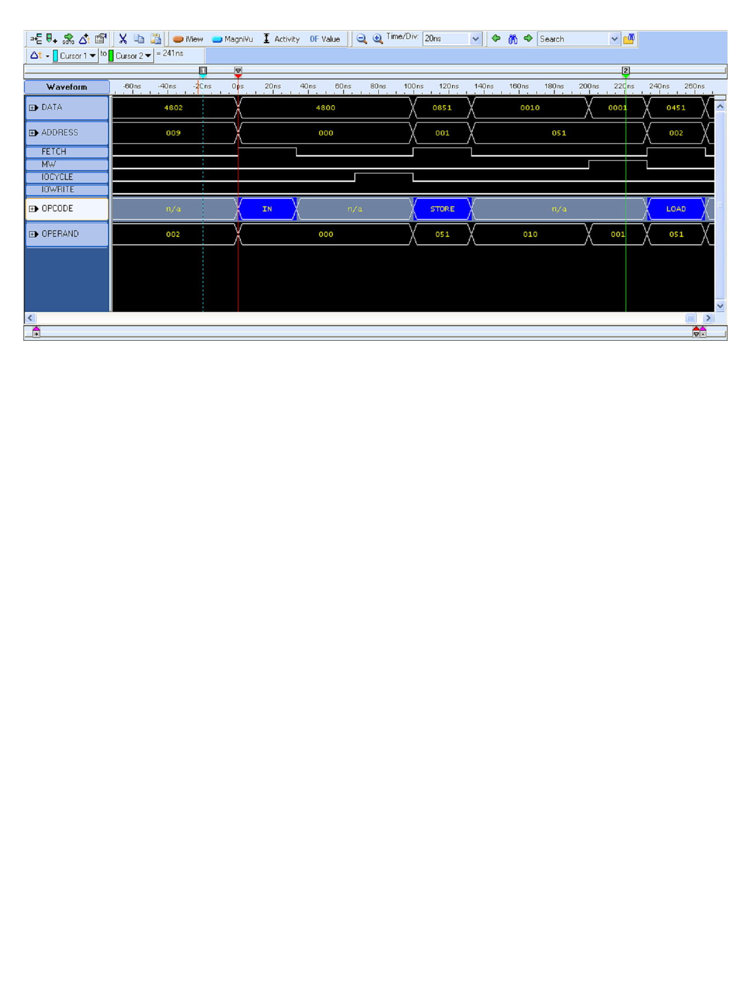 goto Δt iView MagniVu Activity 0F Value Time/Div: 20ns Search
Δt Cursor 1 to Cursor 2 = 241ns
1 T 2
Waveform -60ns -40ns -20ns 0ps 20ns 40ns 60ns 80ns 100ns 120ns 140ns 160ns 180ns 200ns 220ns 240ns 260ns
DATA 4802 4800 0851 0010 0001 0451
ADDRESS 009 000 001 051 002
FETCH
MW
IOCYCLE
IOWRITE
OPCODE n/a IN n/a STORE n/a LOAD
OPERAND 002 000 051 010 001 051
T